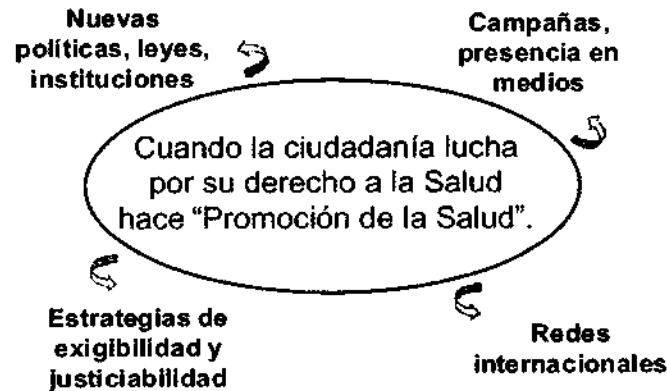 Nuevas
políticas, leyes,
instituciones
Campañas,
presencia en
medios
Cuando la ciudadanía lucha
por su derecho a la Salud
hace “Promoción de la Salud”.
Estrategias de
exigibilidad y
justiciabilidad
Redes
internacionales